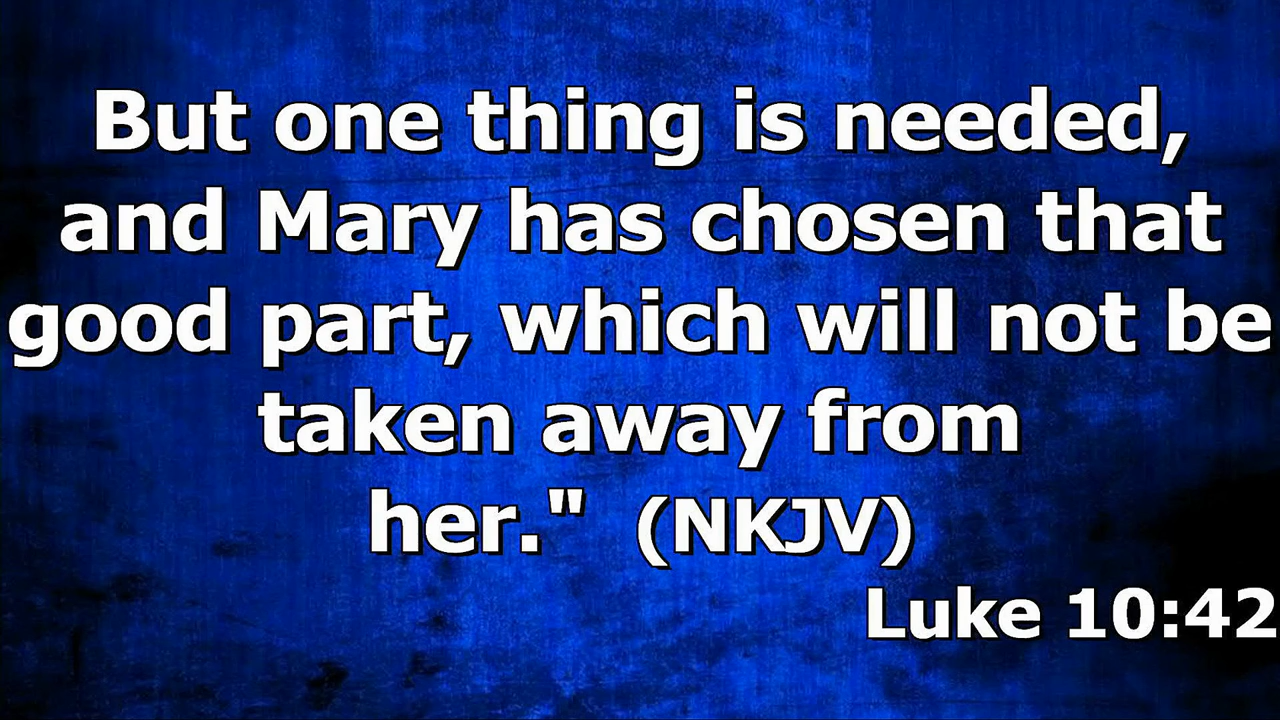 But one thing is needed,
and Mary has chosen that
good part, which will not be
taken away from
her."  (NKJV)
Luke 10:42